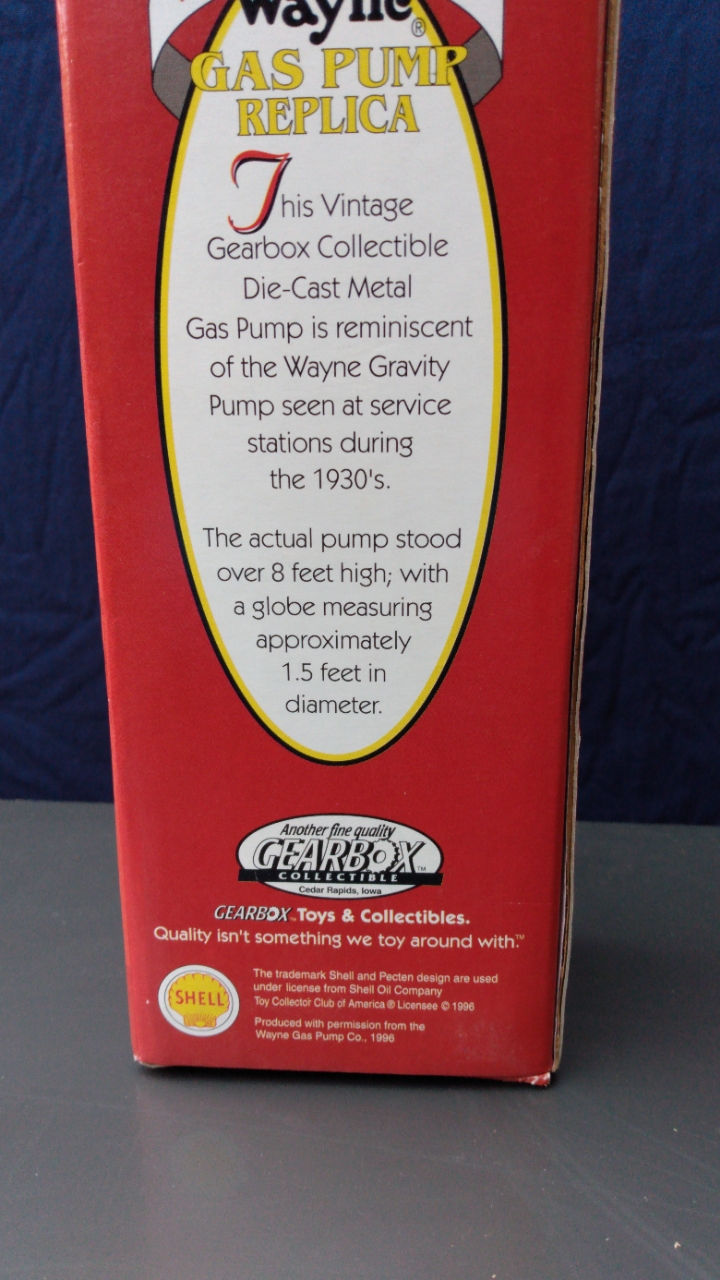 Wayne®
GAS PUMP
REPLICA
This Vintage
Gearbox Collectible
Die-Cast Metal
Gas Pump is reminiscent
of the Wayne Gravity
Pump seen at service
stations during
the 1930's.
The actual pump stood
over 8 feet high; with
a globe measuring
approximately
1.5 feet in
diameter.
Another fine quality
GEARBOX™
COLLECTIBLE
Cedar Rapids, Iowa
GEARBOX™ Toys & Collectibles.
Quality isn't something we toy around with.™
SHELL
The trademark Shell and Pecten design are used
under license from Shell Oil Company
Toy Collector Club of America ® Licensee © 1996
Produced with permission from the
Wayne Gas Pump Co., 1996